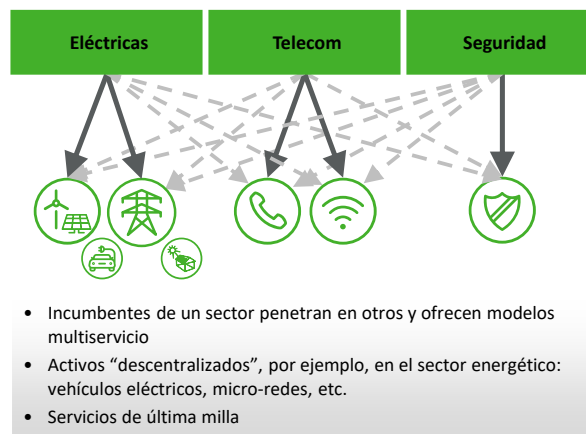 Eléctricas Telecom Seguridad
• Incumbentes de un sector penetran en otros y ofrecen modelos
multiservicio
• Activos “descentralizados”, por ejemplo, en el sector energético:
vehículos eléctricos, micro-redes, etc.
• Servicios de última milla